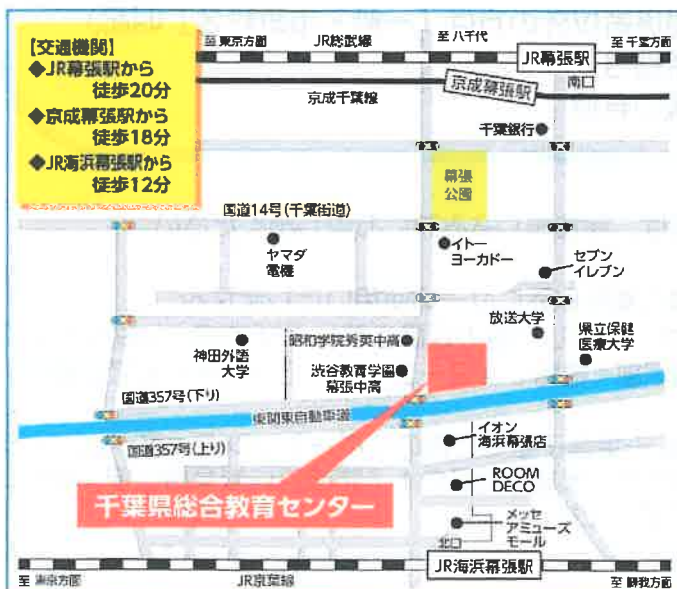 【交通機関】
◆JR幕張駅から
徒歩20分
◆京成幕張駅から
徒歩18分
◆JR海浜幕張駅から
徒歩12分
至 東京方面
JR総武線
至 八千代
JR幕張駅
至 千葉方面
南口
京成幕張駅
京成千葉線
千葉銀行
幕張
公園
国道14号(千葉街道)
ヤマダ
電機
イトー
ヨーカドー
セブン
イレブン
放送大学
県立保健
医療大学
神田外語
大学
昭和学院秀英中高
渋谷教育学園
幕張中高
国道357号(下り)
東関東自動車道
国道357号(上り)
イオン
海浜幕張店
千葉県総合教育センター
ROOM
DECO
メッセ
アミューズ
モール
北口
JR海浜幕張駅
至 東京方面
JR京葉線
至 蘇我方面